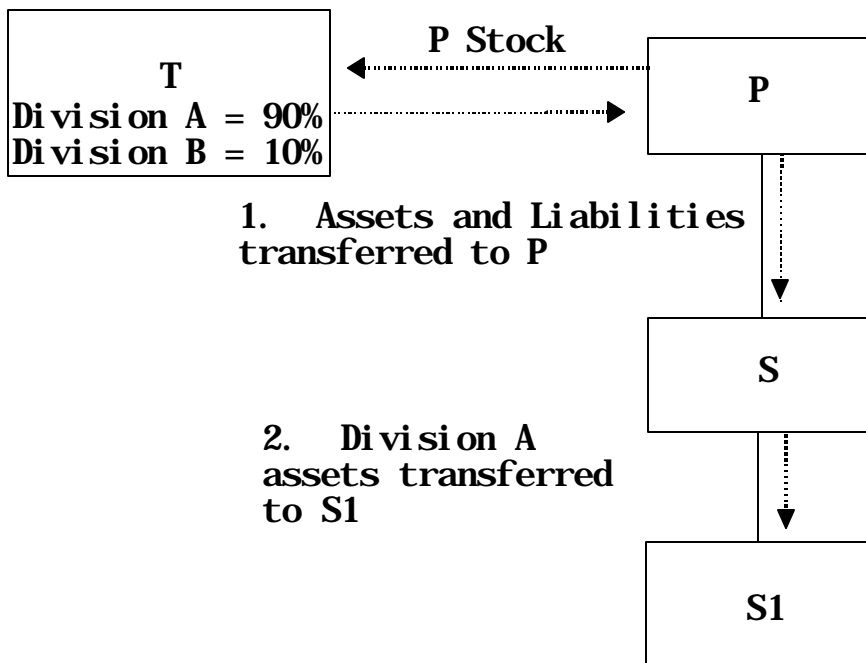 P Stock
T
Division A = 90%
Division B = 10%
P
1. Assets and Liabilities
transferred to P
S
2. Division A
assets transferred
to S1
S1